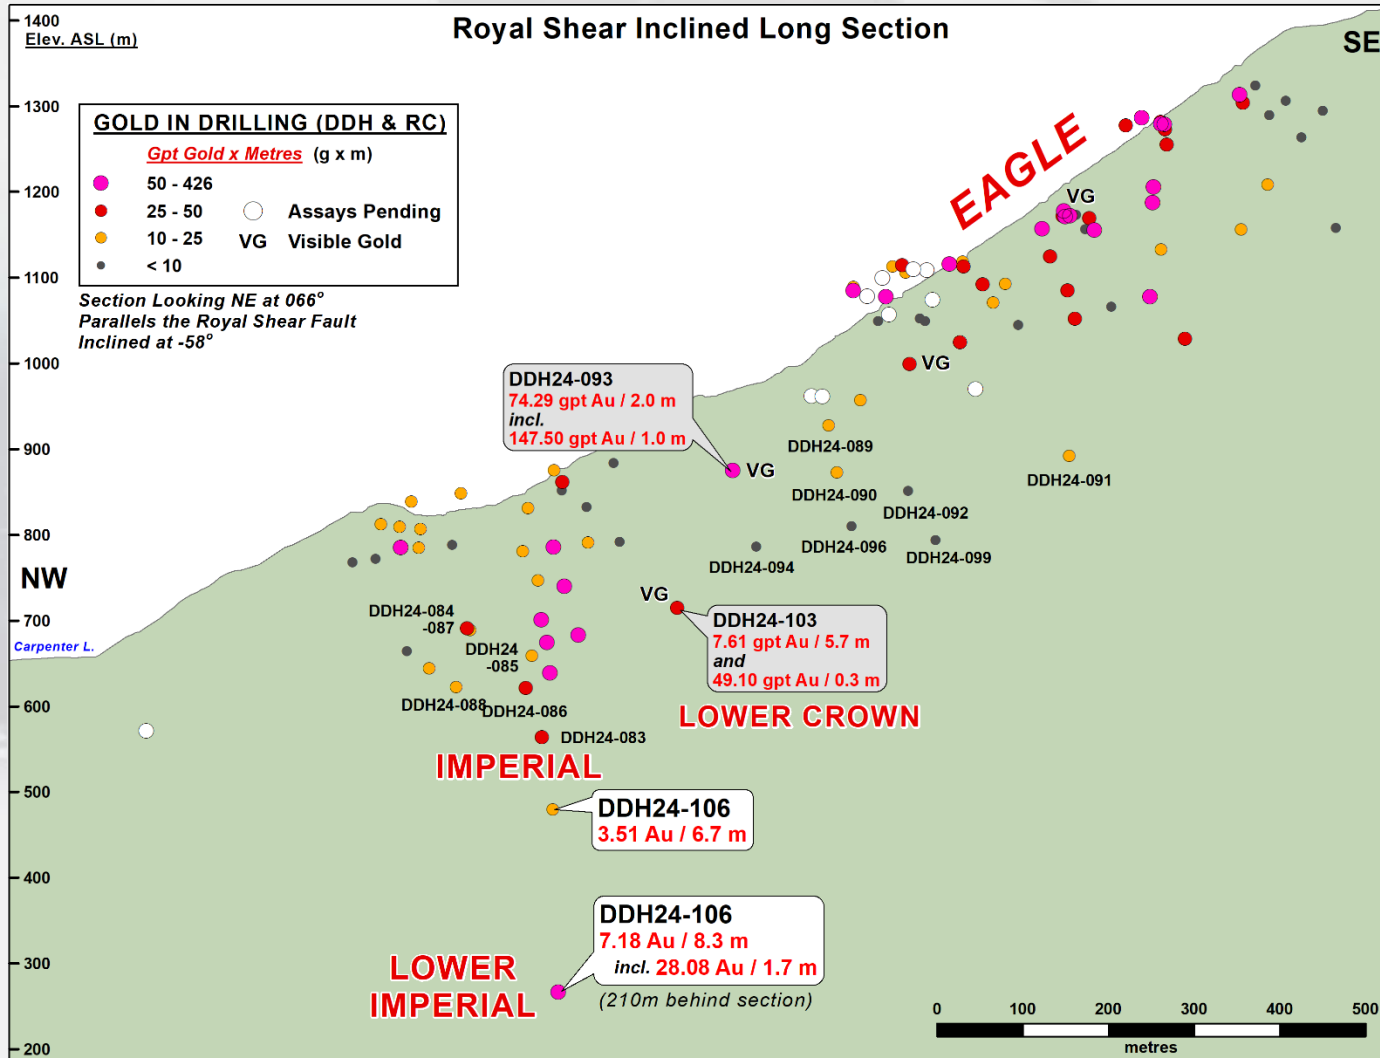 Royal Shear Inclined Long Section
1400
Elev. ASL (m)
SE
1300
1200
1100
1000
900
800
700
600
500
400
300
200
GOLD IN DRILLING (DDH & RC)
Gpt Gold x Metres (g x m)
50 - 426
25 - 50
Assays Pending
10 - 25
VG Visible Gold
< 10
Section Looking NE at 066°
Parallels the Royal Shear Fault
Inclined at -58°
EAGLE
VG
VG
DDH24-093
74.29 gpt Au / 2.0 m
incl.
147.50 gpt Au / 1.0 m
VG
DDH24-089
DDH24-090
DDH24-091
DDH24-092
DDH24-096
DDH24-099
DDH24-094
NW
Carpenter L.
VG
DDH24-103
7.61 gpt Au / 5.7 m
and
49.10 gpt Au / 0.3 m
LOWER CROWN
DDH24-084
-087
DDH24
-085
DDH24-088
DDH24-086
DDH24-083
IMPERIAL
DDH24-106
3.51 Au / 6.7 m
DDH24-106
7.18 Au / 8.3 m
incl. 28.08 Au / 1.7 m
(210m behind section)
LOWER
IMPERIAL
0 100 200 300 400 500
metres